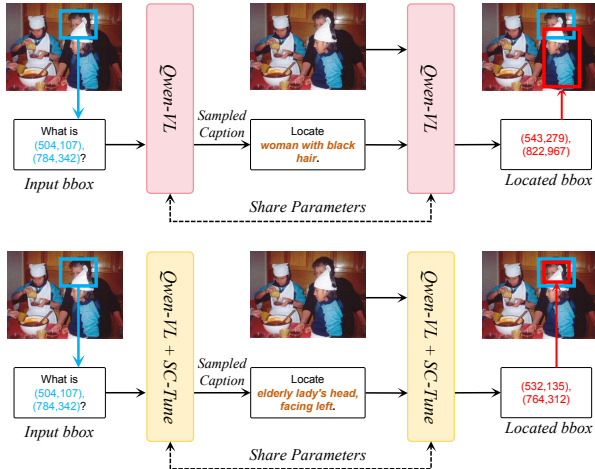 What is
(504,107),
(784,342)?
Input bbox
Qwen-VL
Sampled
Caption
Locate
woman with black
hair.
Qwen-VL
(543,279),
(822,967)
Located bbox
Share Parameters
What is
(504,107),
(784,342)?
Input bbox
Qwen-VL + SC-Tune
Sampled
Caption
Locate
elderly lady's head,
facing left.
Qwen-VL + SC-Tune
(532,135),
(764,312)
Located bbox
Share Parameters